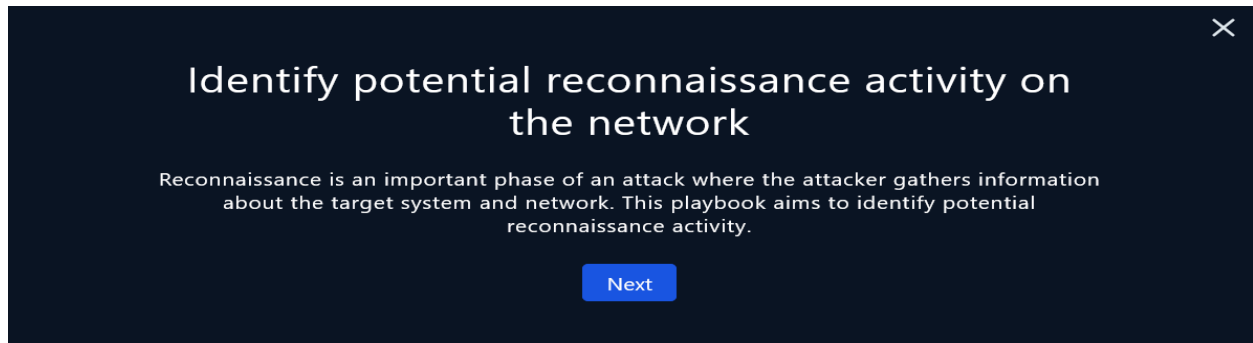 Identify potential reconnaissance activity on
the network
Reconnaissance is an important phase of an attack where the attacker gathers information
about the target system and network. This playbook aims to identify potential
reconnaissance activity.
Next